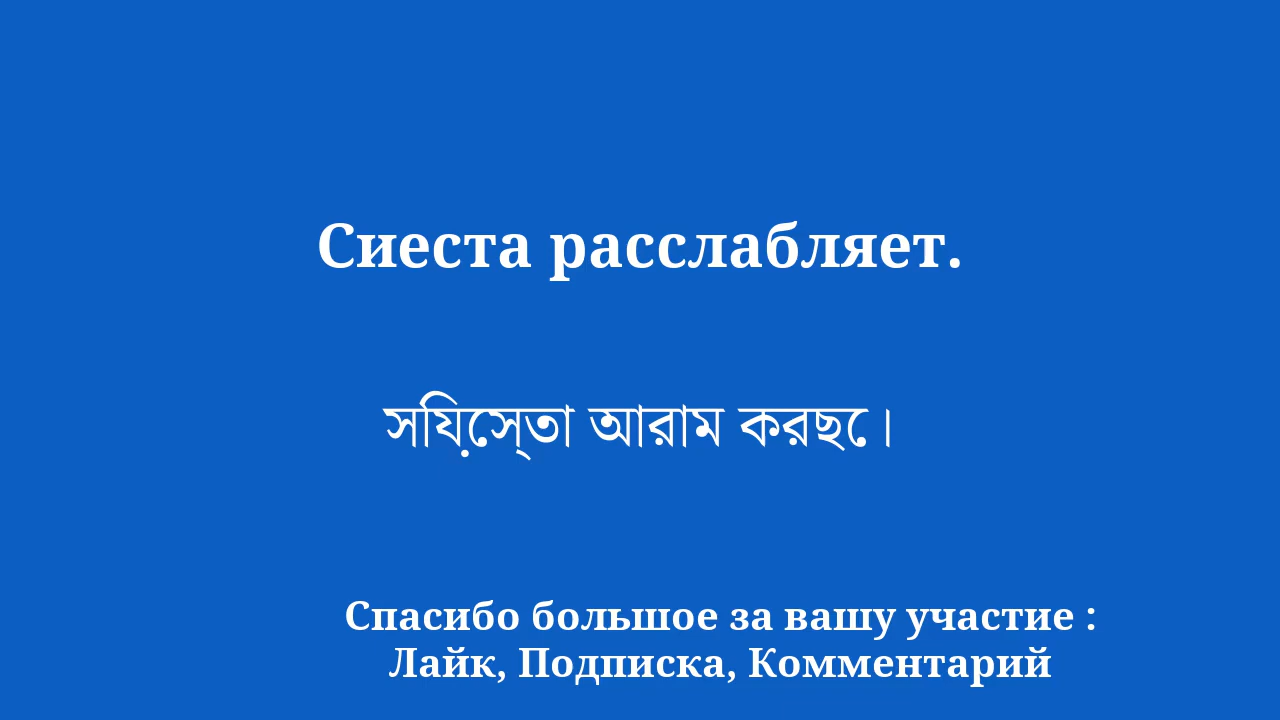 Сиеста расслабляет.
সিয়েস্তা আরাম করছে।
Спасибо большое за вашу участие :
Лайк, Подписка, Комментарий